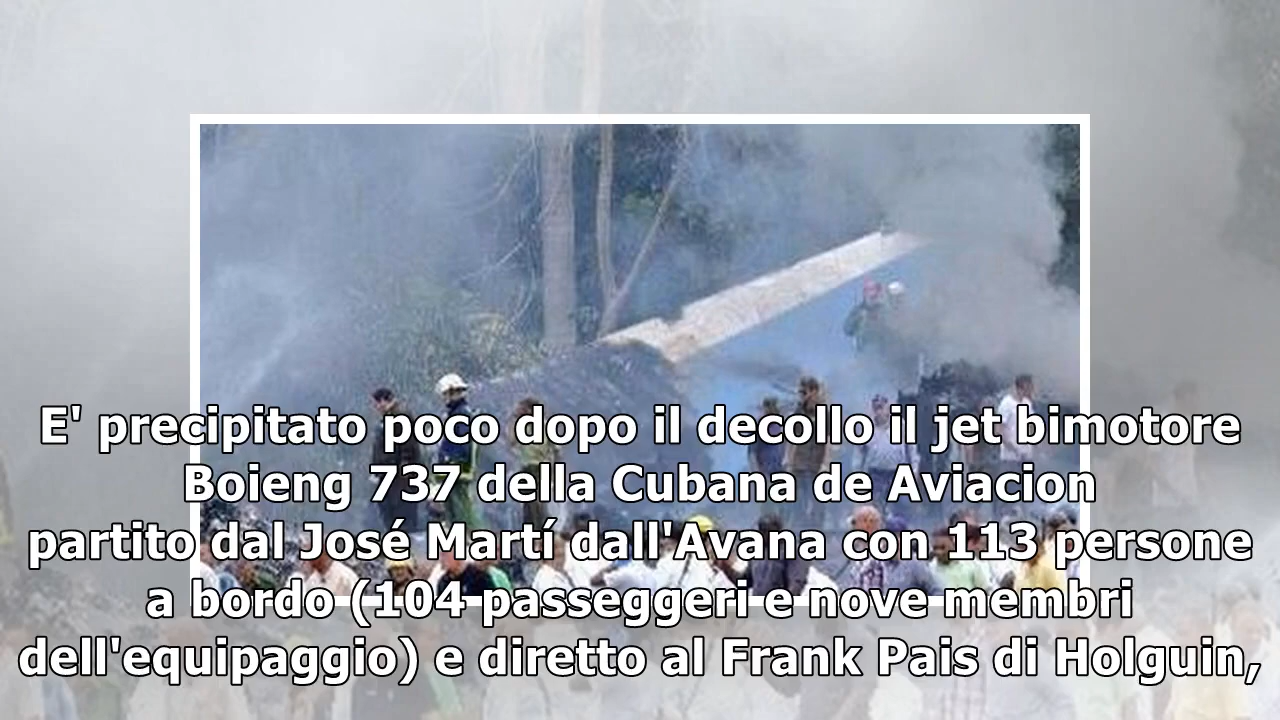 E' precipitato poco dopo il decollo il jet bimotore
Boieng 737 della Cubana de Aviacion
partito dal José Martí dall'Avana con 113 persone
a bordo (104 passeggeri e nove membri
dell'equipaggio) e diretto al Frank Pais di Holguin,